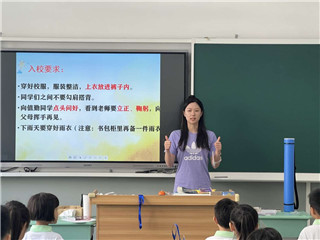 入校要求：
• 穿好校服，服装整洁，上衣放进裤子内。
• 同学们之间不要勾肩搭背。
• 向值勤同学点头问好，看到老师要立正、鞠躬，向
父母挥手再见。
• 下雨天要穿好雨衣（注意：书包柜里再备一件雨衣
adidas